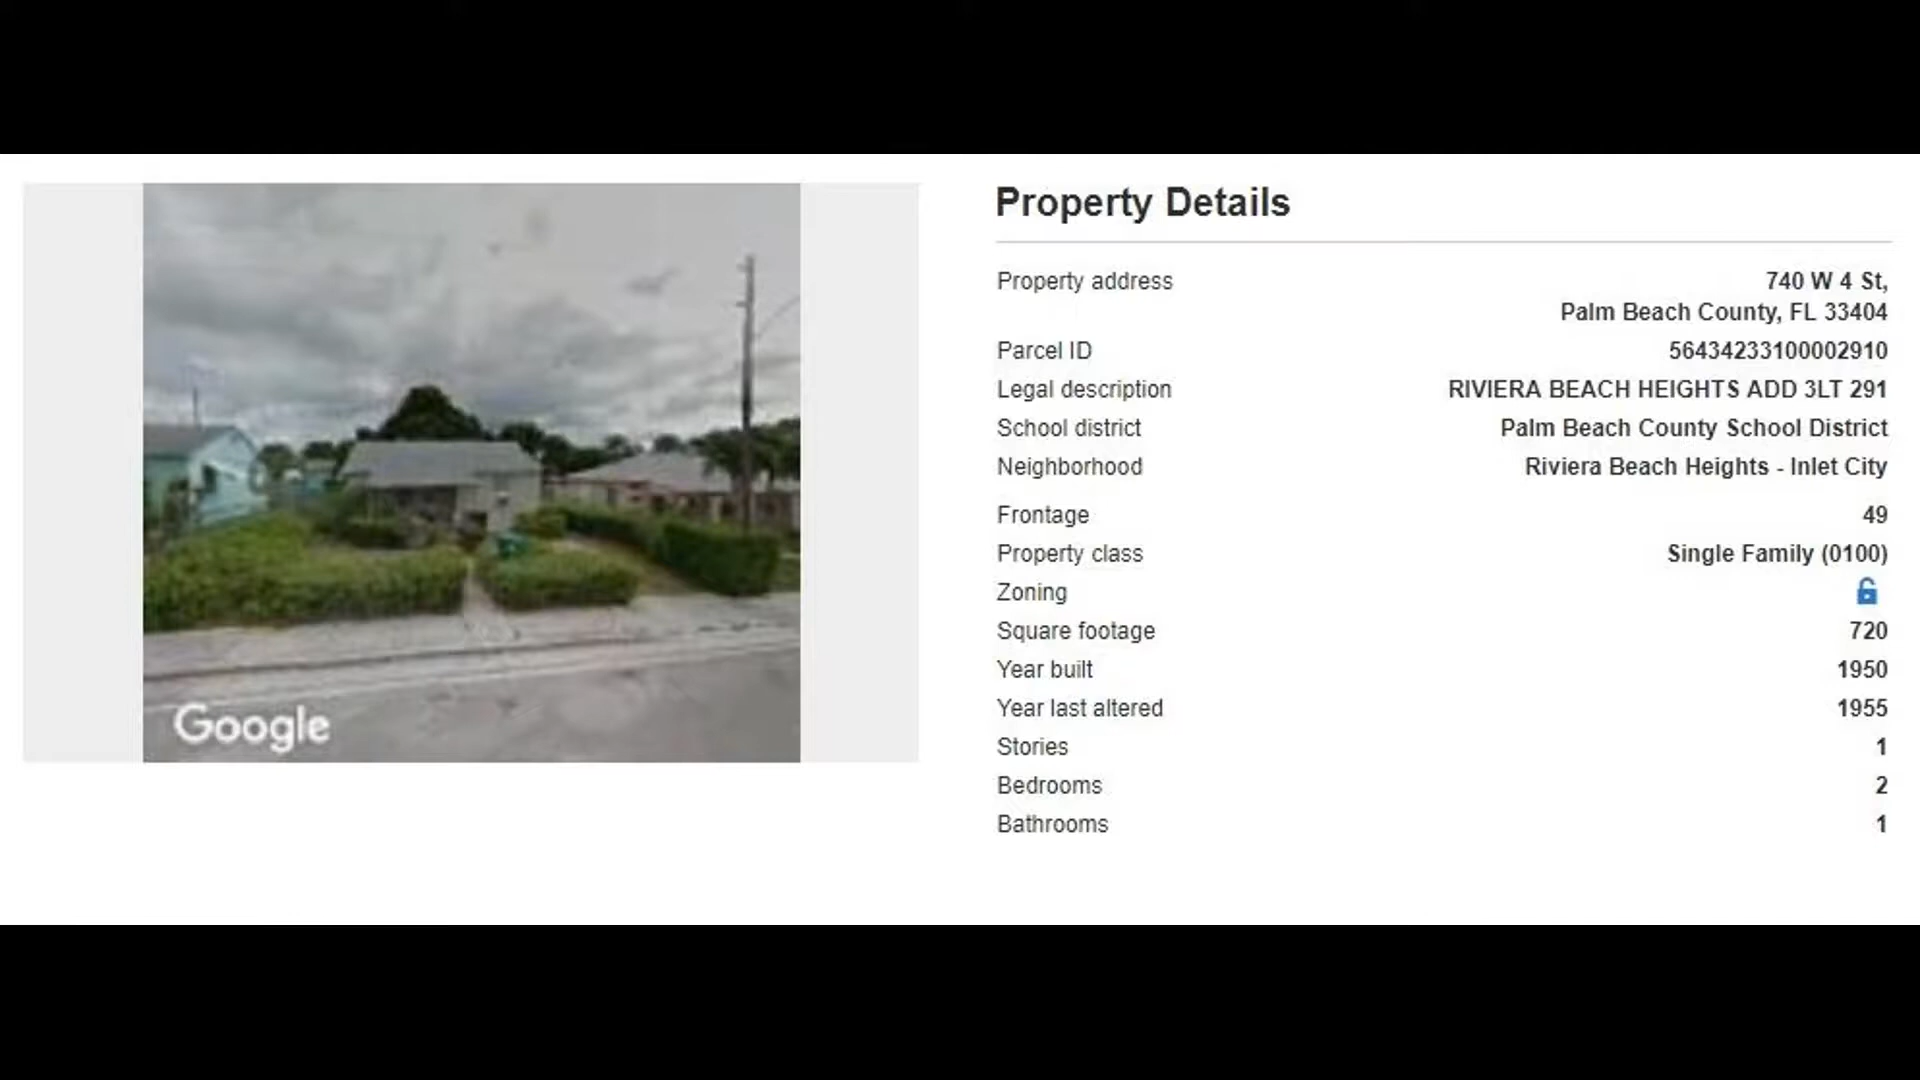 Property Details
Property address 740 W 4 St,
Palm Beach County, FL 33404
Parcel ID 56434233100002910
Legal description RIVIERA BEACH HEIGHTS ADD 3LT 291
School district Palm Beach County School District
Neighborhood Riviera Beach Heights - Inlet City
Frontage 49
Property class Single Family (0100)
Zoning
Square footage 720
Year built 1950
Year last altered 1955
Stories 1
Bedrooms 2
Bathrooms 1
Google